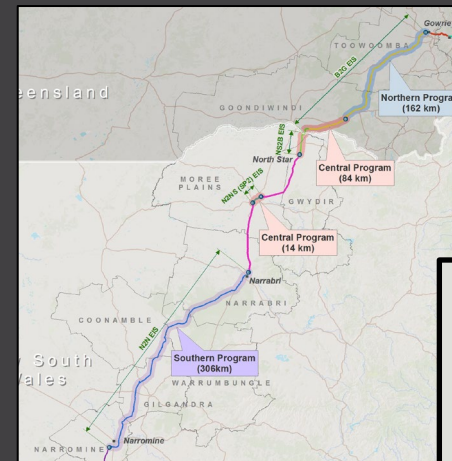 Gowrie
TOOWOOMBA
B2G EIS
eensland
Northern Progra
(162 km)
GOONDIWINDI
NS2B EIS
North Star
Central Program
(84 km)
MOREE
PLAINS
N2NS (SP2) EIS
GWYDIR
Central Program
(14 km)
Narrabri
NARRABRI
COONAMBLE
N2N EIS
South
Southern Program
(306km)
ales
WARRUMBUNGLE
GILGANDRA
Narromine
NARROMINE